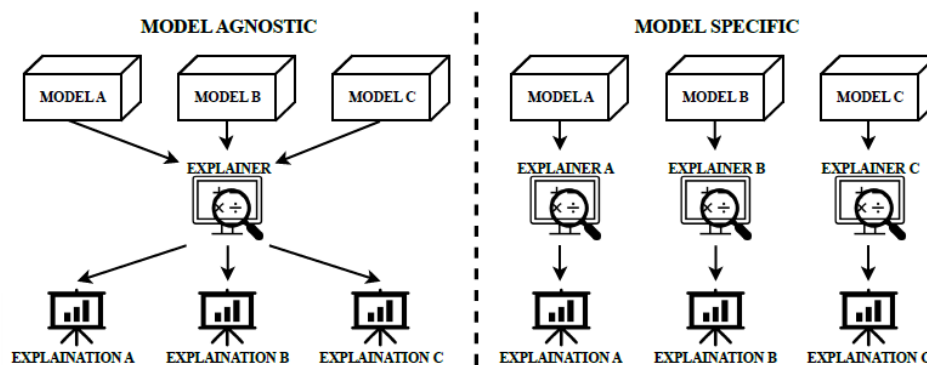 MODEL AGNOSTIC
MODEL A
MODEL B
MODEL C
EXPLAINER
EXPLAINATION A
EXPLAINATION B
EXPLAINATION C
MODEL SPECIFIC
MODEL A
MODEL B
MODEL C
EXPLAINER A
EXPLAINER B
EXPLAINER C
EXPLAINATION A
EXPLAINATION B
EXPLAINATION C